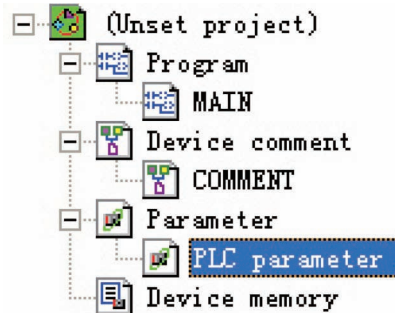 (Unset project)
Program
MAIN
Device comment
COMMENT
Parameter
PLC parameter
Device memory